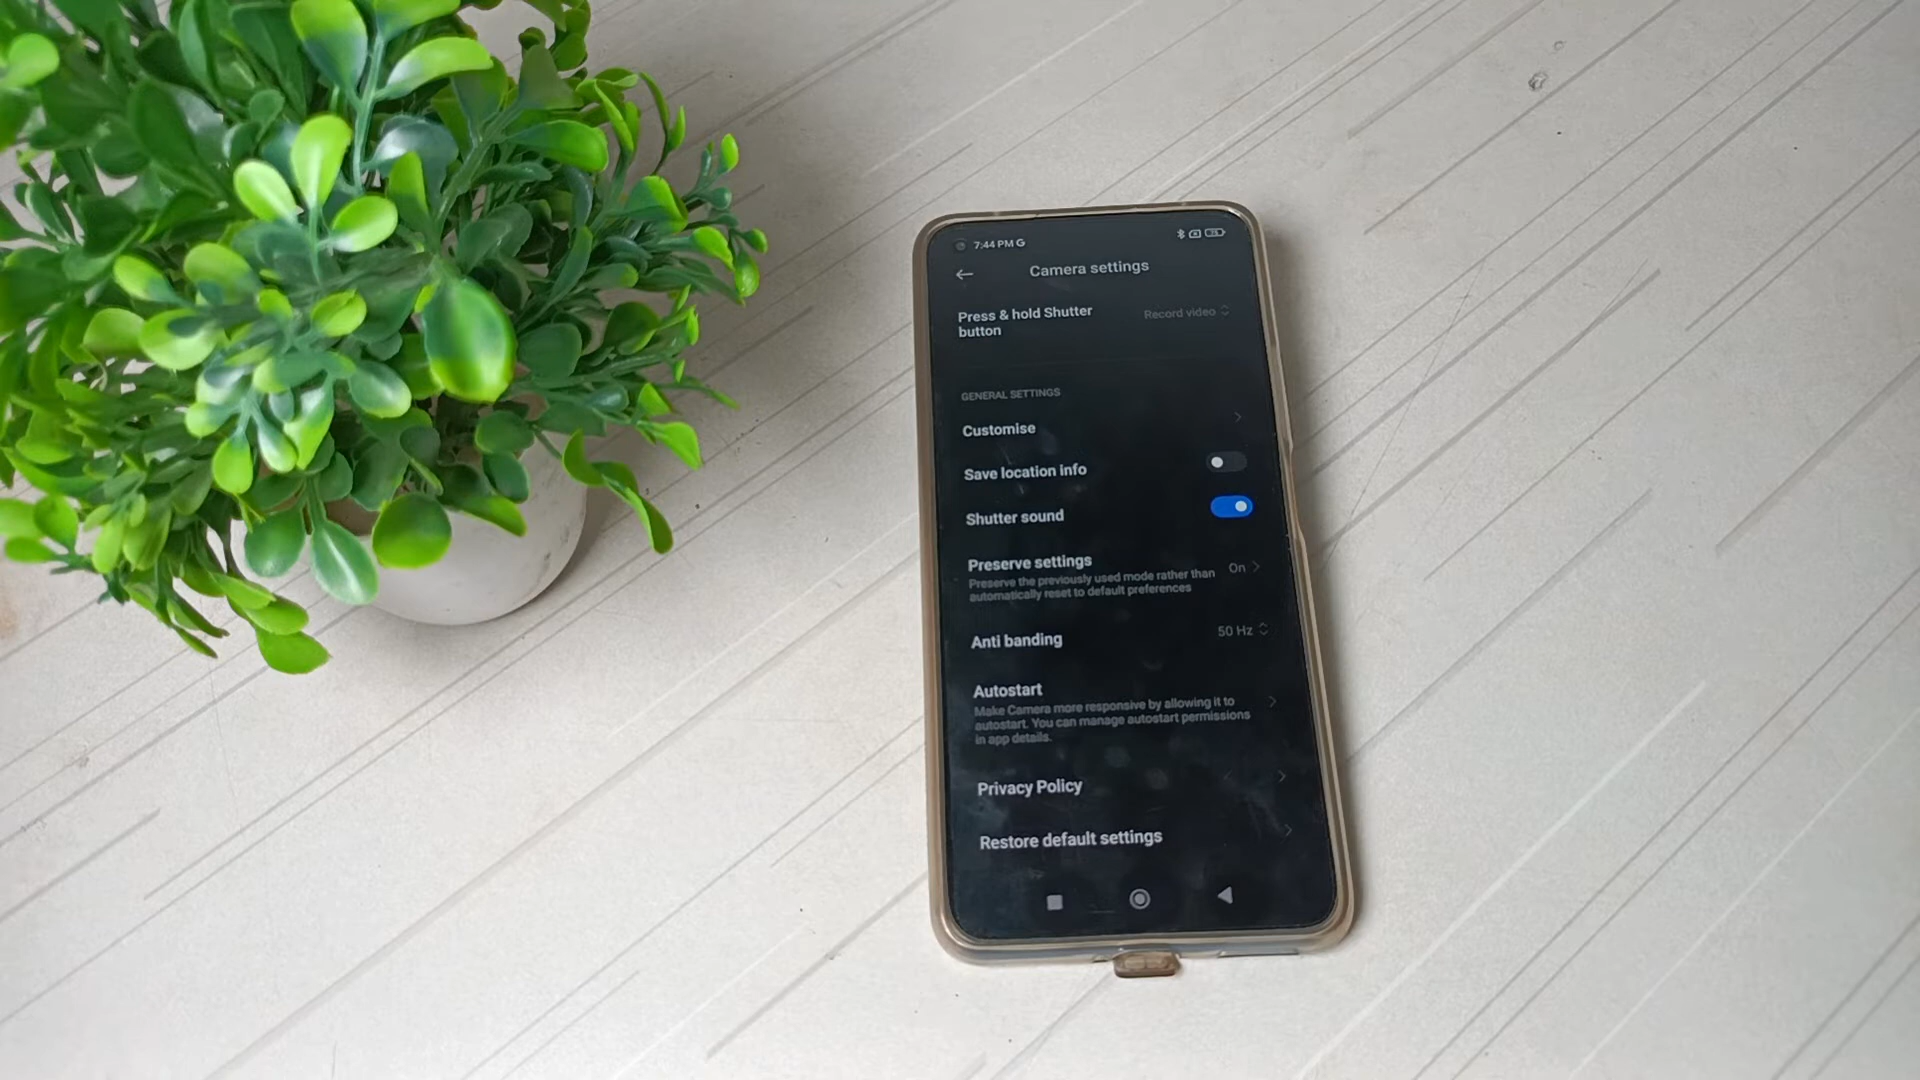 7:44 PM G
Camera settings
Press & hold Shutter
button
Record video
GENERAL SETTINGS
Customise
Save location info
Shutter sound
Preserve settings
Preserve the previously used mode rather than
automatically reset to default preferences
On
Anti banding
50 Hz
Autostart
Make Camera more responsive by allowing it to
autostart. You can manage autostart permissions
in app details.
Privacy Policy
Restore default settings